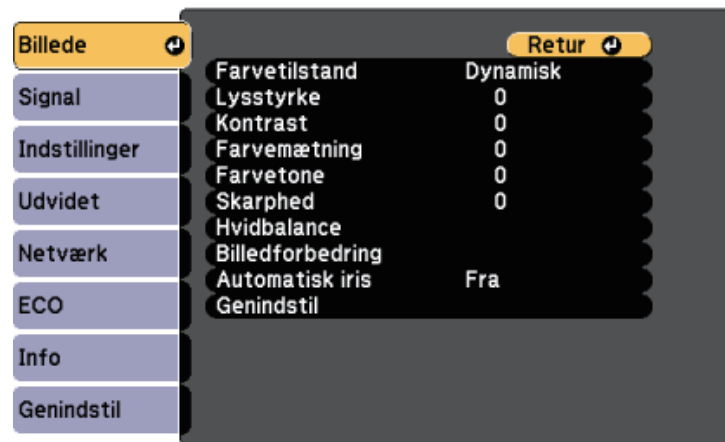 Billede
Signal
Indstillinger
Udvidet
Netværk
ECO
Info
Genindstil
Retur
Farvetilstand Dynamisk
Lysstyrke 0
Kontrast 0
Farvemætning 0
Farvetone 0
Skarphed 0
Hvidbalance
Billedforbedring
Automatisk iris Fra
Genindstil